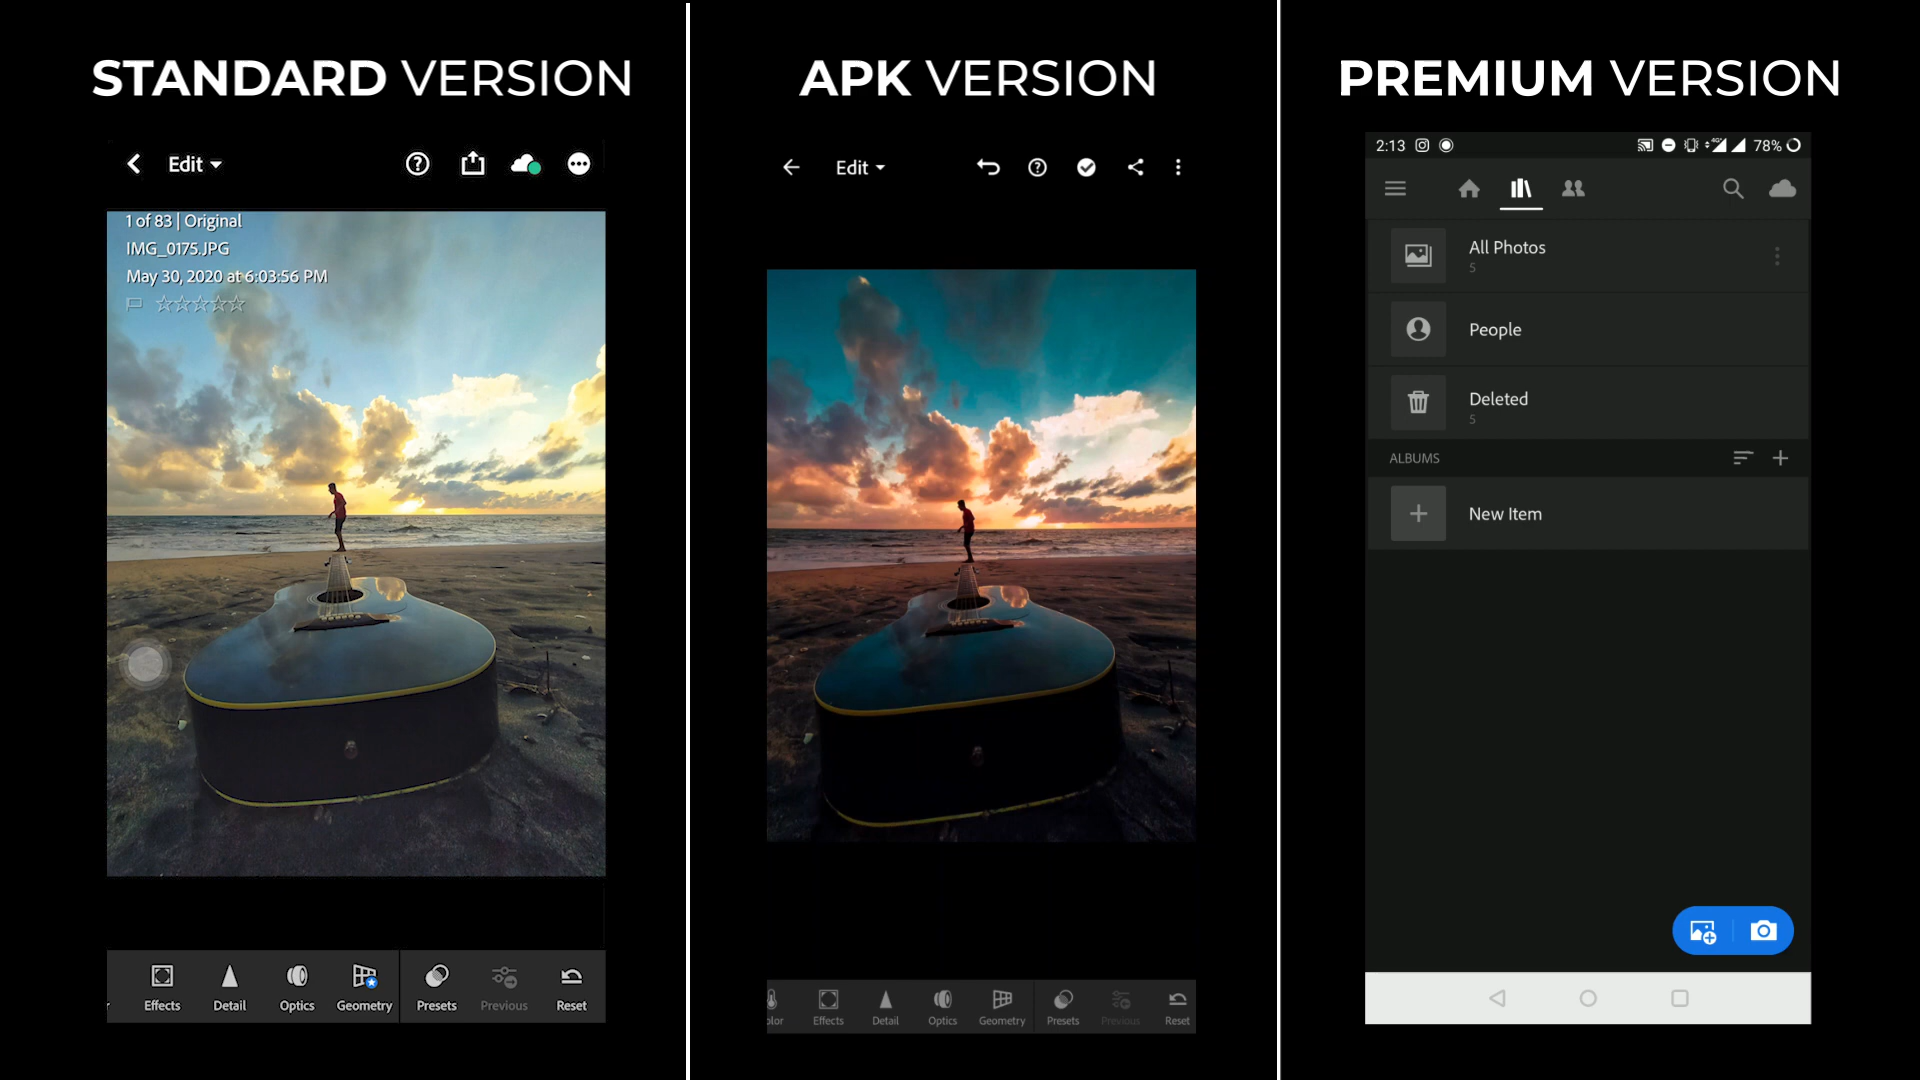 STANDARD VERSION
Edit
1 of 83 | Original
IMG_0175.JPG
May 30, 2020 at 6:03:56 PM
Effects
Detail
Optics
Geometry
Presets
Previous
Reset
APK VERSION
Edit
olor
Effects
Detail
Optics
Geometry
Presets
Previous
Reset
PREMIUM VERSION
2:13
4G+
78%
All Photos
5
People
Deleted
5
ALBUMS
New Item